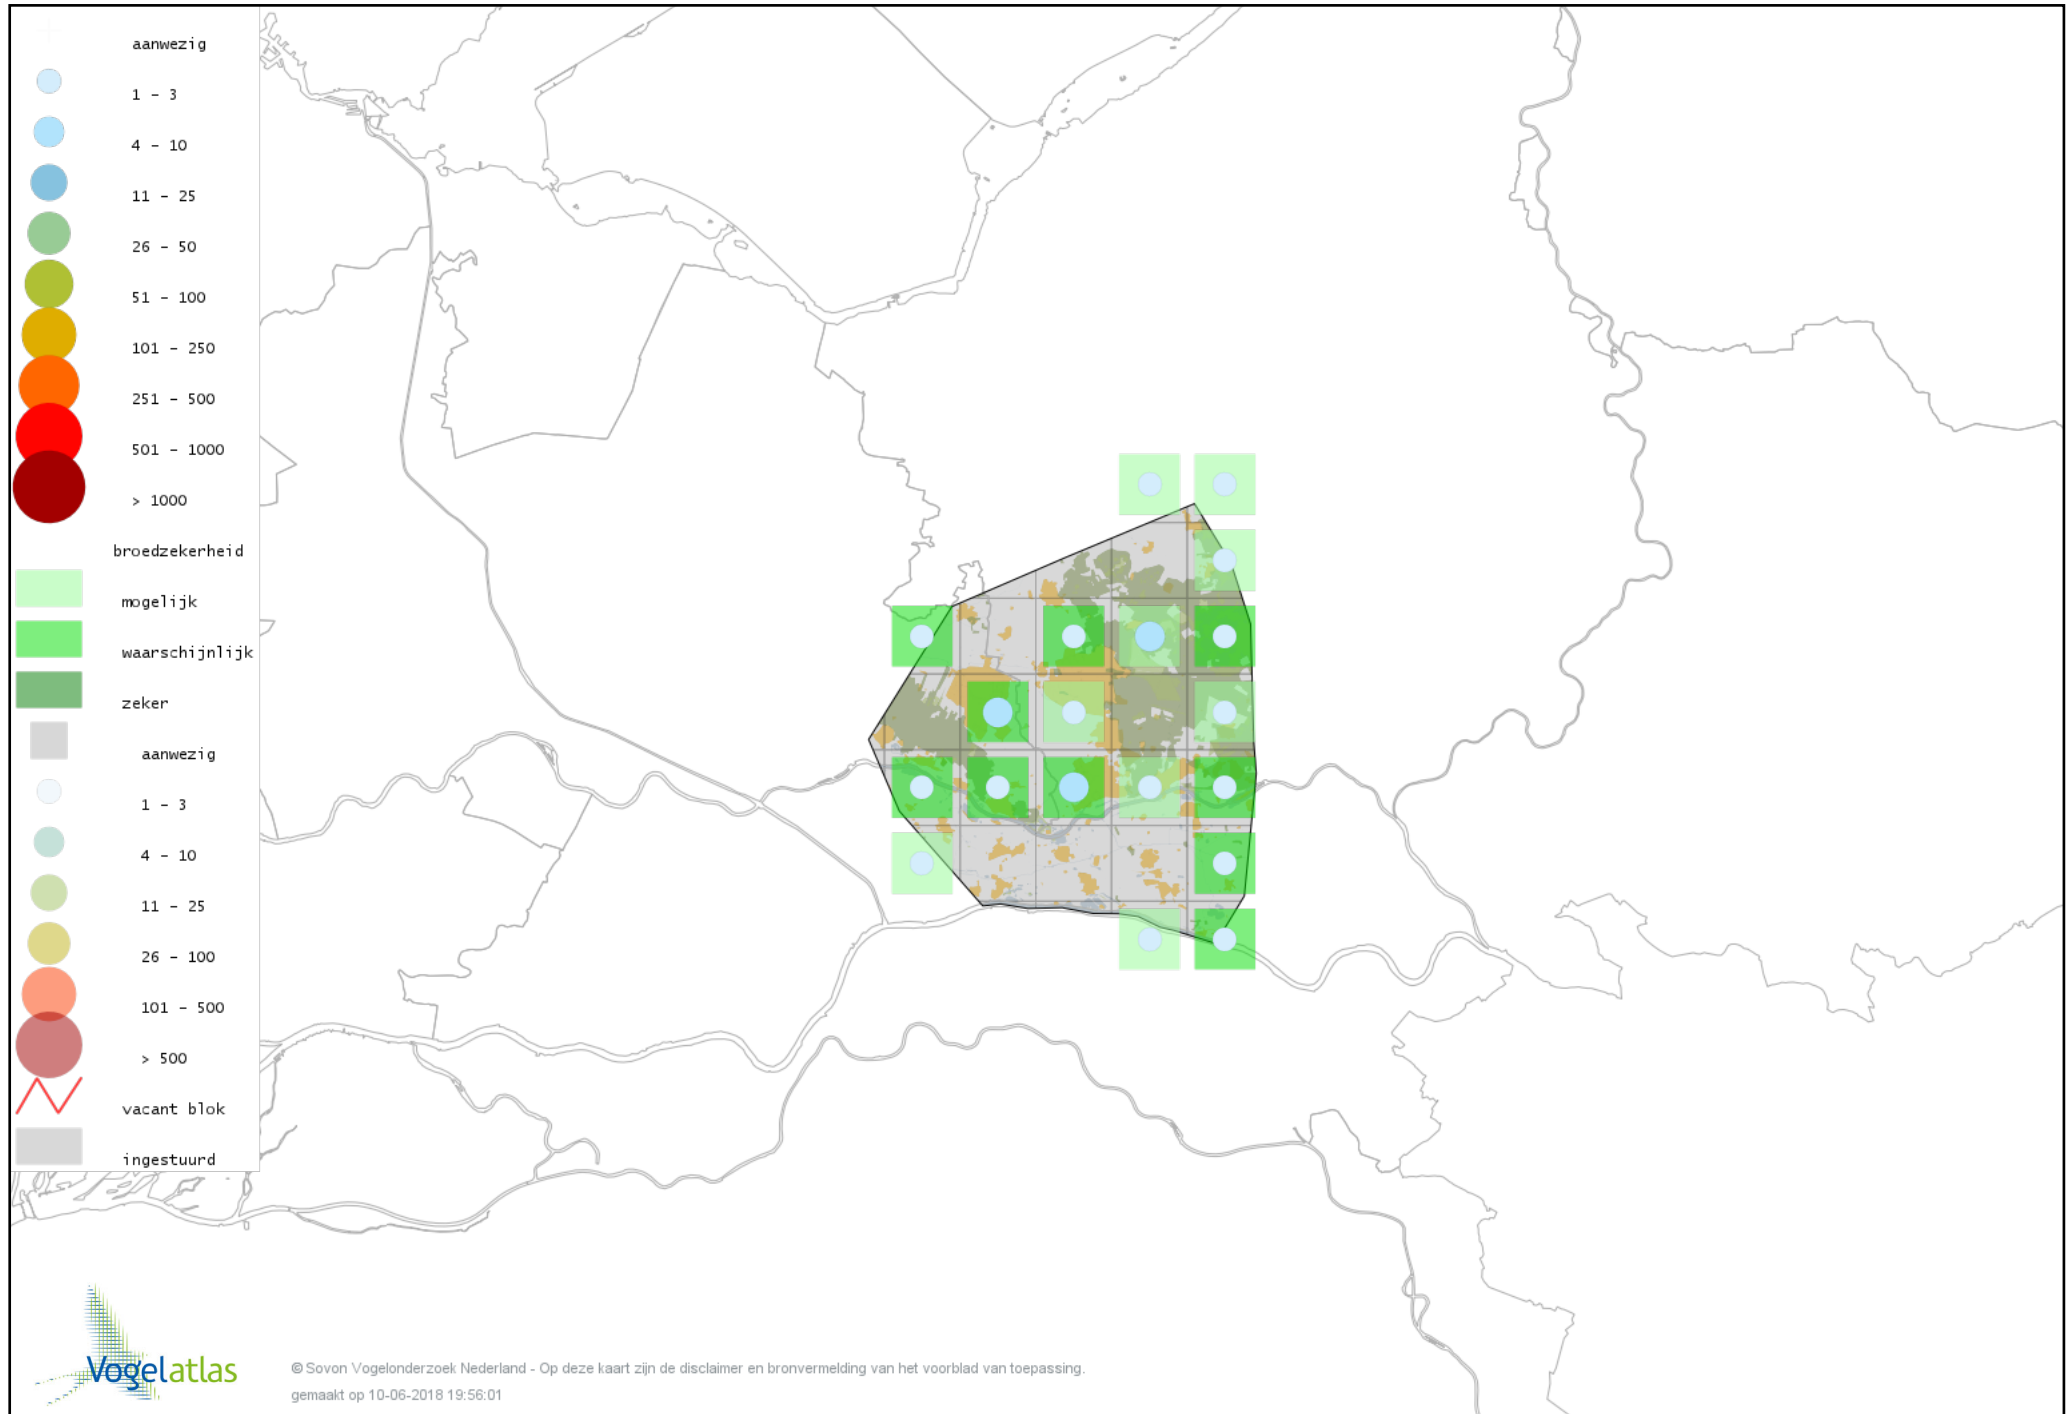 aanwezig
1 - 3
4 - 10
11 - 25
26 - 50
51 - 100
101 - 250
251 - 500
501 - 1000
> 1000
broedzekerheid
mogelijk
waarschijnlijk
zeker
aanwezig
1 - 3
4 - 10
11 - 25
26 - 100
101 - 500
> 500
vacant blok
ingestuurd
Vogelatlas
© Sovon Vogelonderzoek Nederland - Op deze kaart zijn de disclaimer en bronvermelding van het voorblad van toepassing.
gemaakt op 10-06-2018 19:56:01